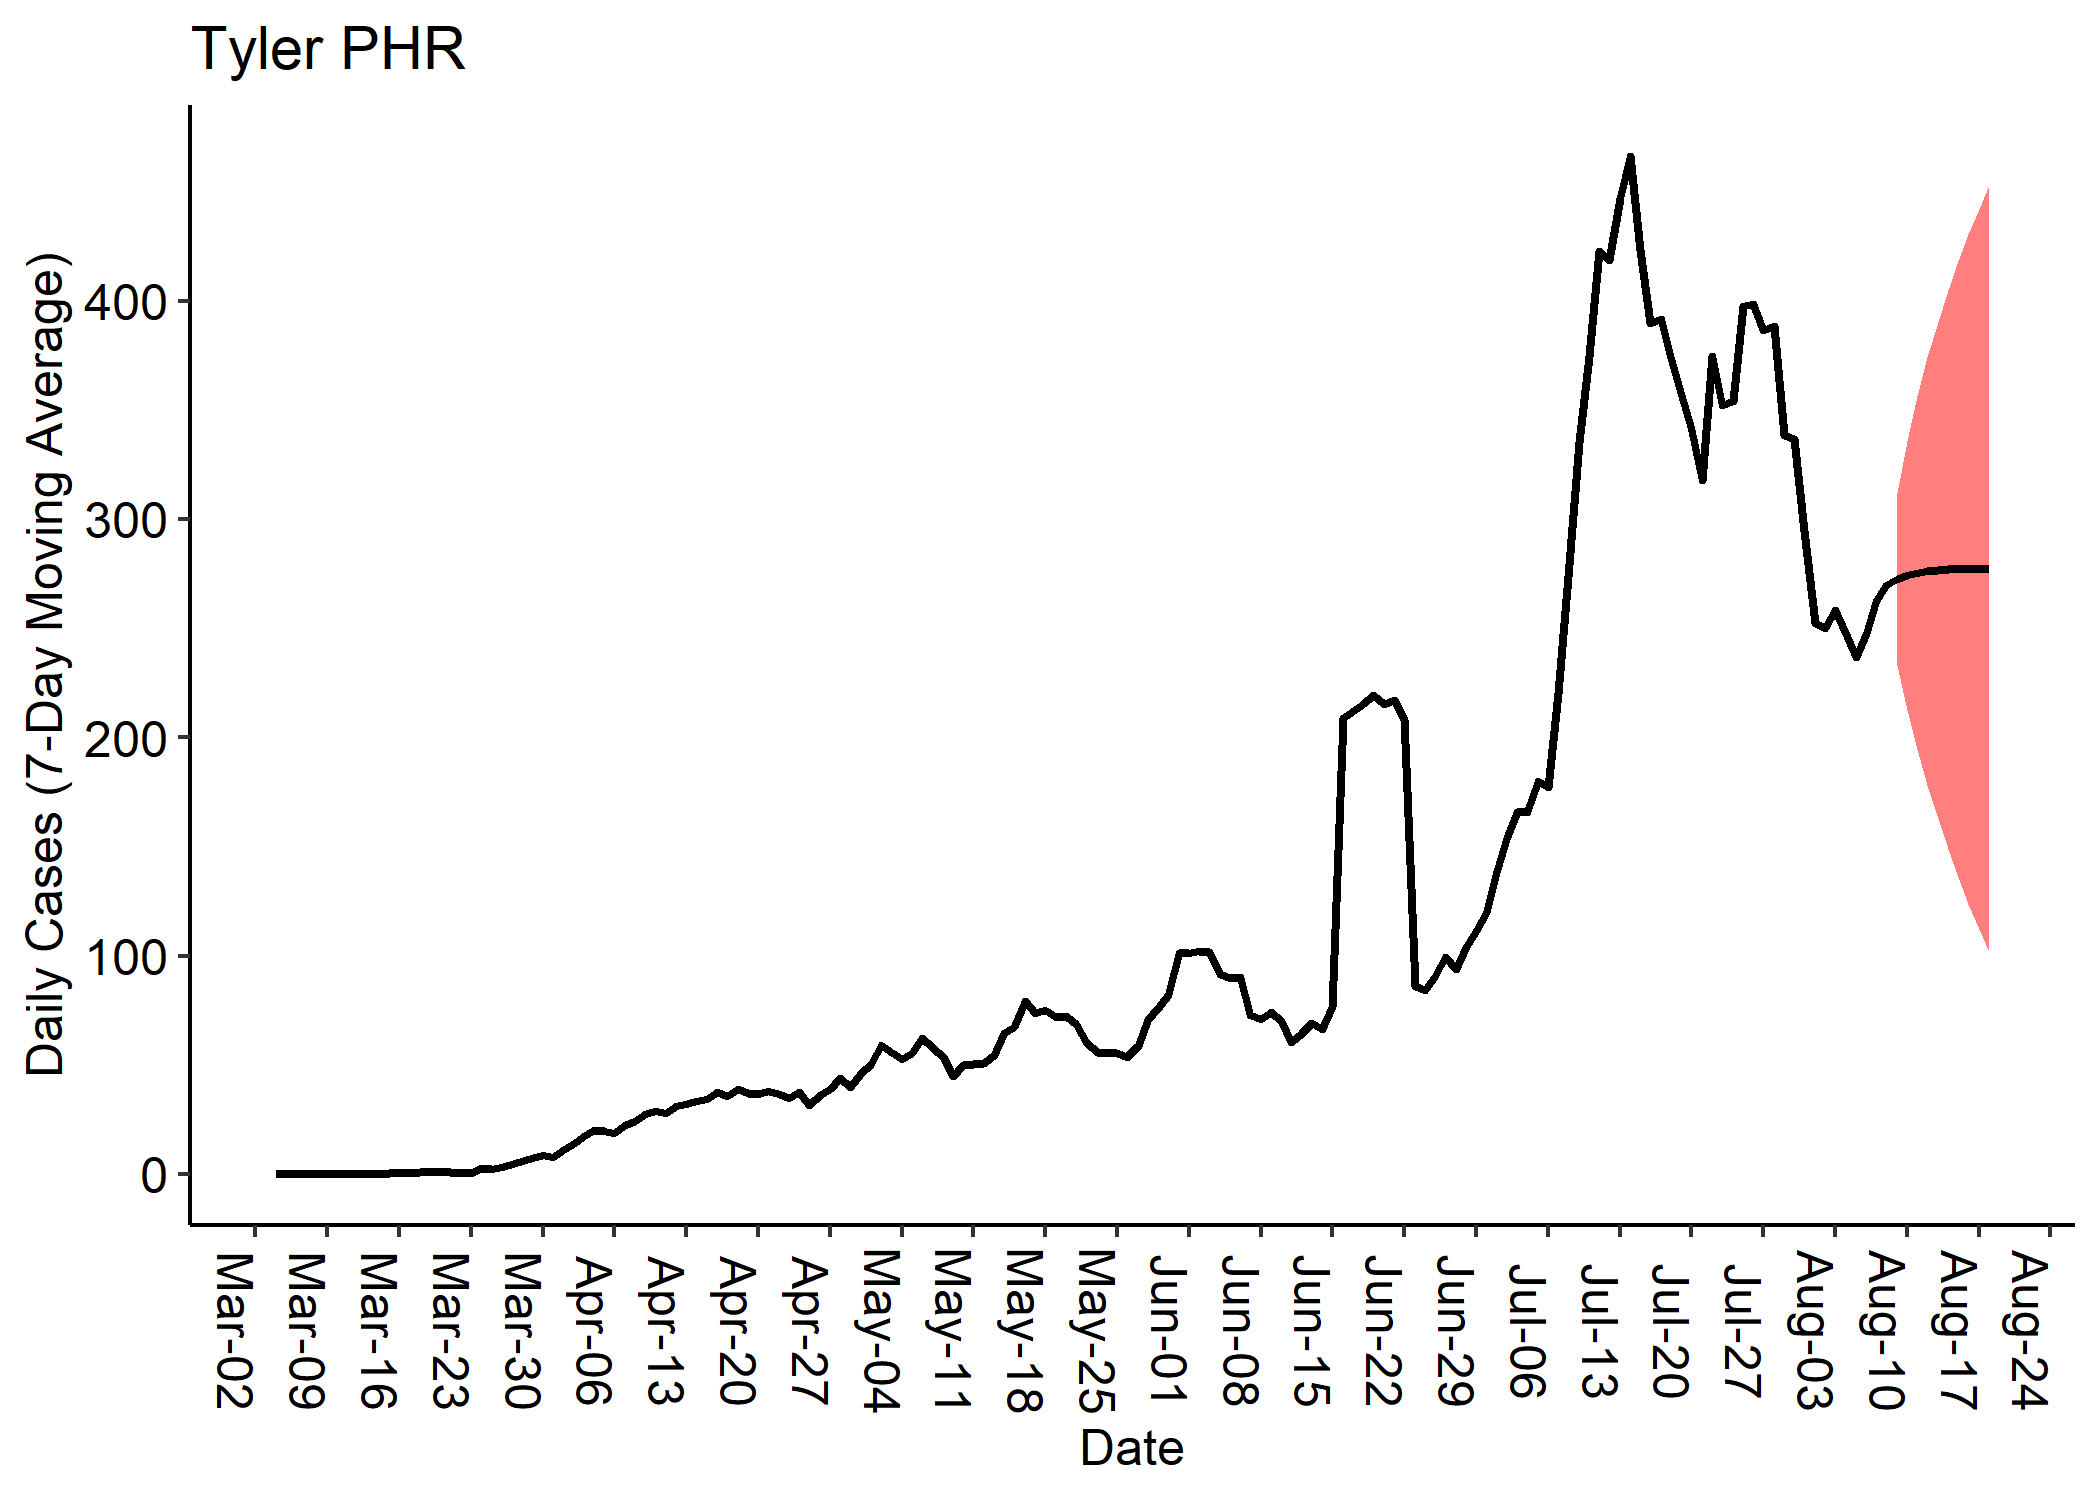 Tyler PHR
Daily Cases (7-Day Moving Average)
400
300
200
100
0
Mar-02
Mar-09
Mar-16
Mar-23
Mar-30
Apr-06
Apr-13
Apr-20
Apr-27
May-04
May-11
May-18
May-25
Jun-01
Jun-08
Jun-15
Jun-22
Jun-29
Jul-06
Jul-13
Jul-20
Jul-27
Aug-03
Aug-10
Aug-17
Aug-24
Date